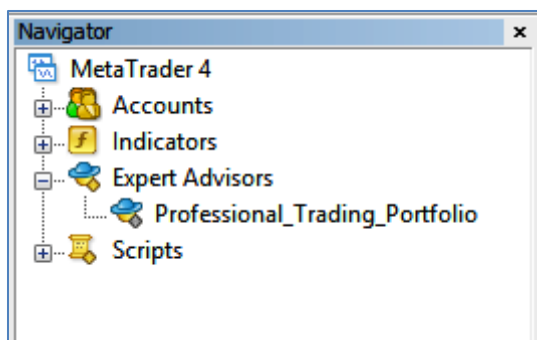 Navigator
MetaTrader 4
Accounts
Indicators
Expert Advisors
Professional_Trading_Portfolio
Scripts